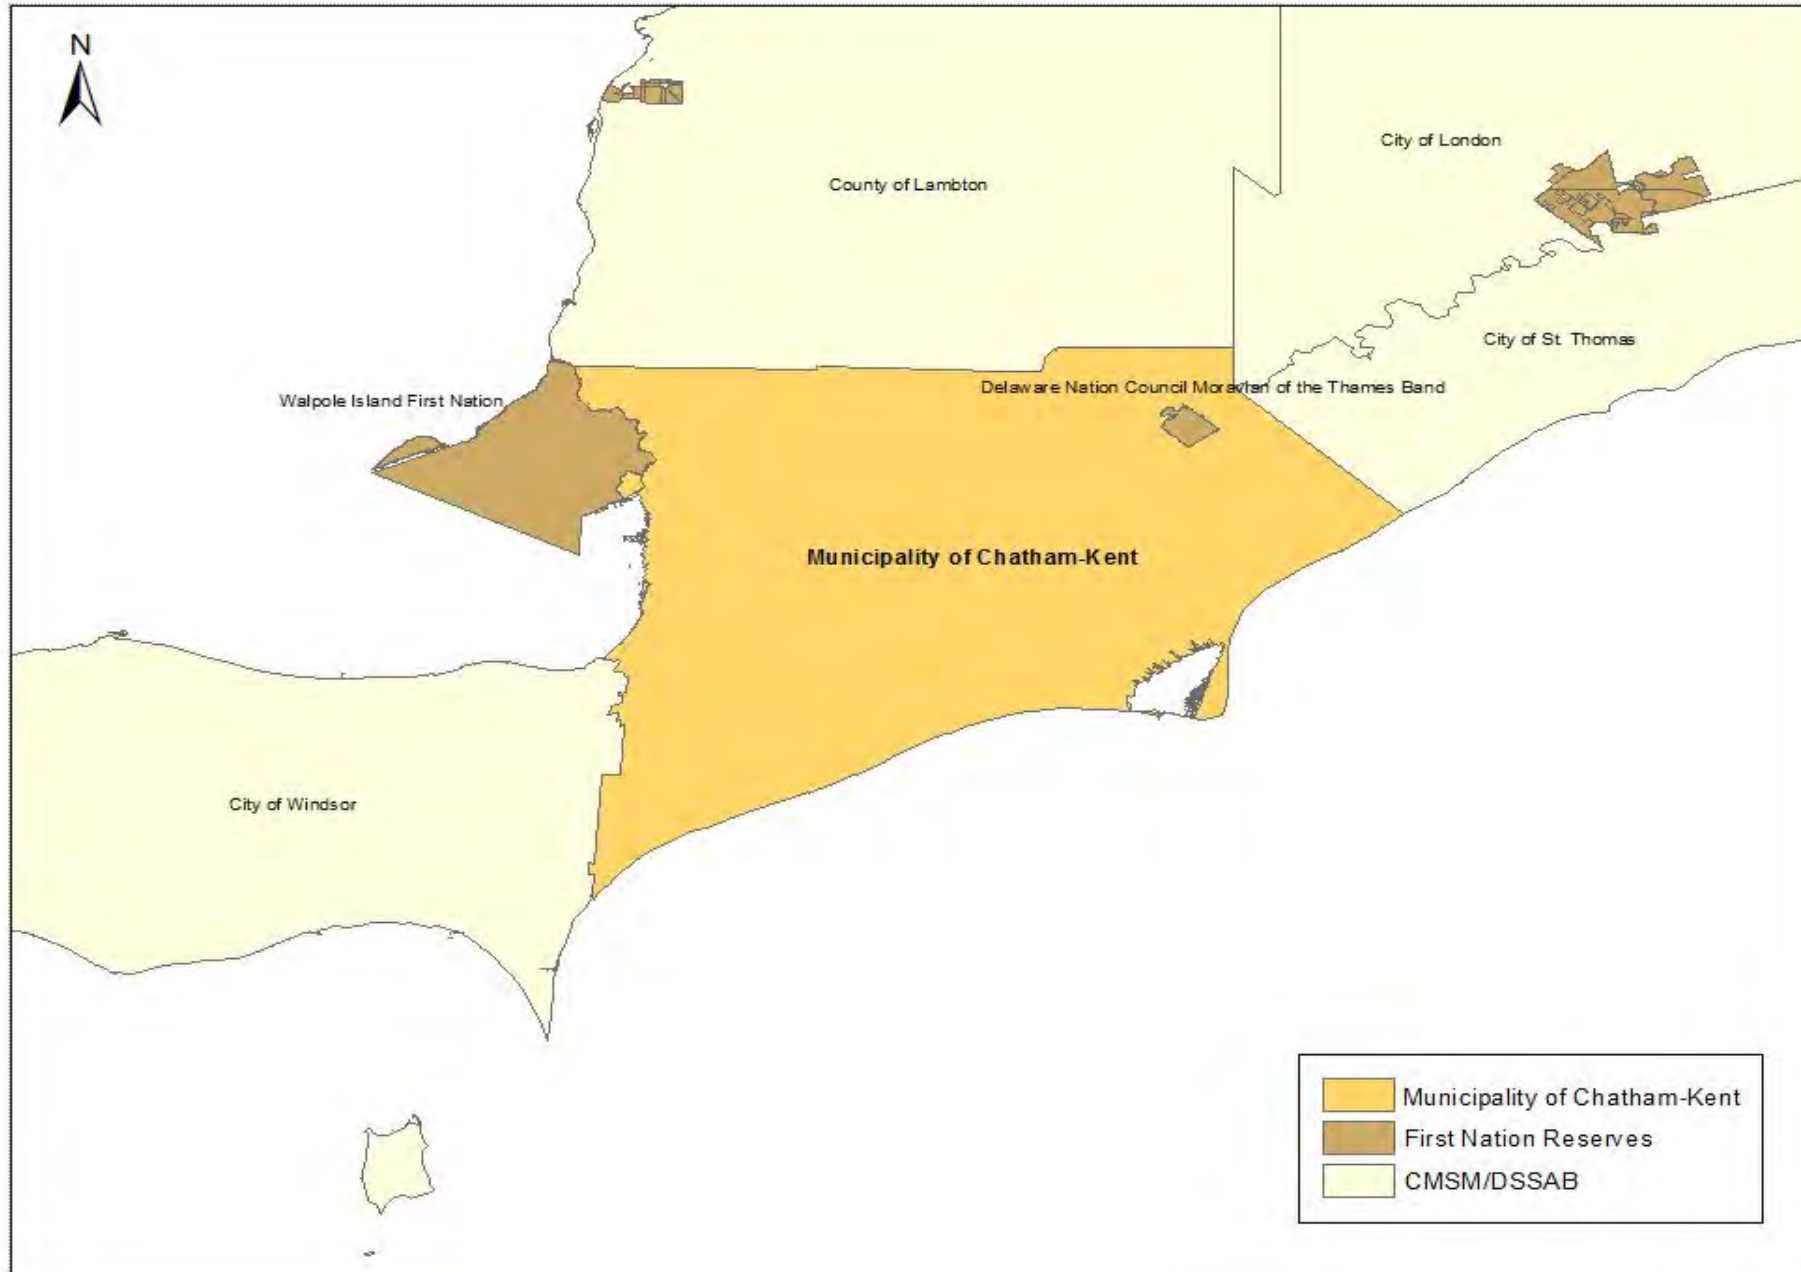 N
City of London
County of Lambton
City of St. Thomas
Delaware Nation Council Moravian of the Thames Band
Walpole Island First Nation
Municipality of Chatham-Kent
City of Windsor
Municipality of Chatham-Kent
First Nation Reserves
CMSM/DSSAB